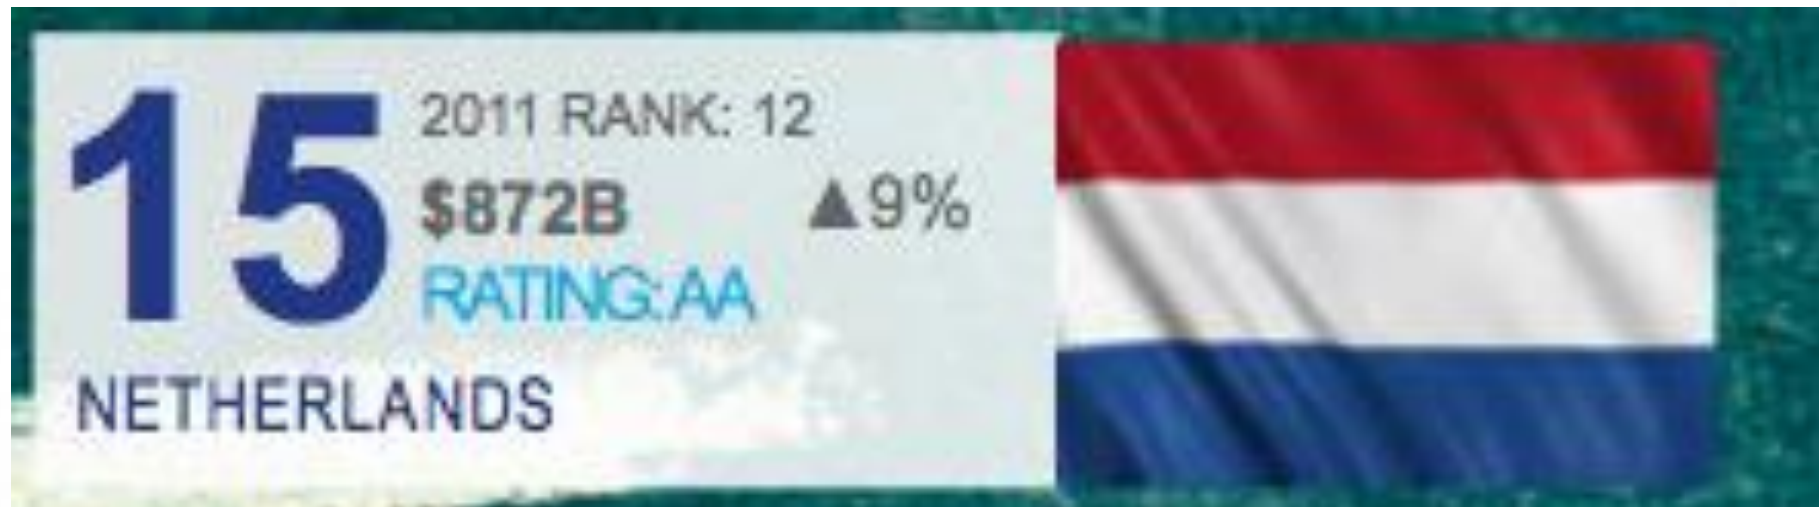 15
2011 RANK: 12
$872B ▲9%
RATING: AA
NETHERLANDS